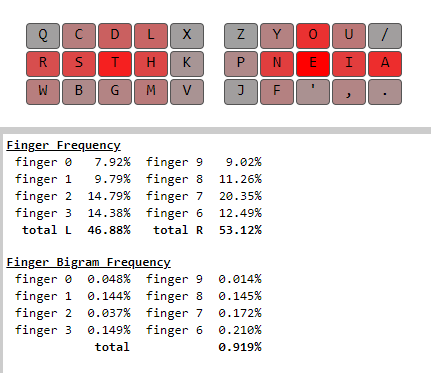 Q C D L X Z Y O U /
R S T H K P N E I A
W B G M V J F ' , .
Finger Frequency
finger 0 7.92% finger 9 9.02%
finger 1 9.79% finger 8 11.26%
finger 2 14.79% finger 7 20.35%
finger 3 14.38% finger 6 12.49%
total L 46.88% total R 53.12%
Finger Bigram Frequency
finger 0 0.048% finger 9 0.014%
finger 1 0.144% finger 8 0.145%
finger 2 0.037% finger 7 0.172%
finger 3 0.149% finger 6 0.210%
total 0.919%